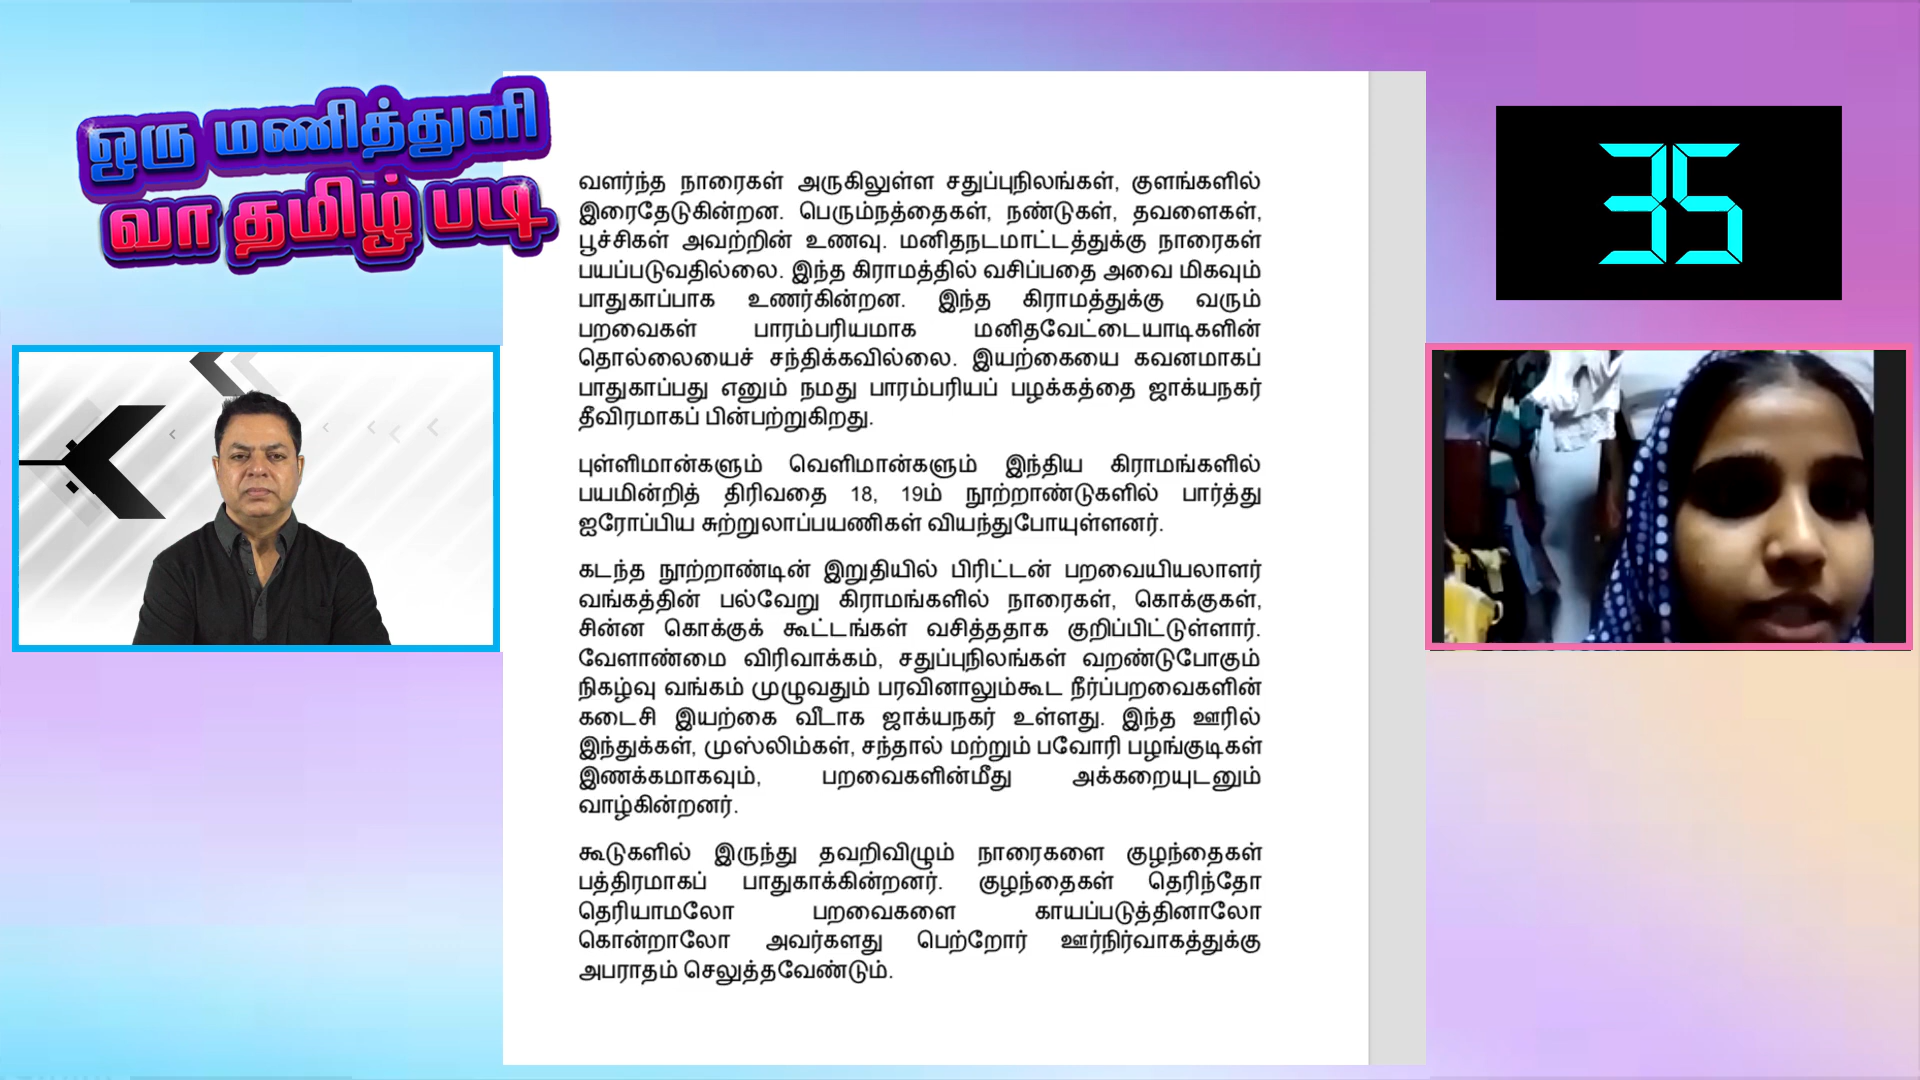 ஒரு மணித்துளி
வா தமிழ் படி
வளர்ந்த நாரைகள் அருகிலுள்ள சதுப்புநிலங்கள், குளங்களில்
இரைதேடுகின்றன. பெரும்நத்தைகள், நண்டுகள், தவளைகள்,
பூச்சிகள் அவற்றின் உணவு. மனிதநடமாட்டத்துக்கு நாரைகள்
பயப்படுவதில்லை. இந்த கிராமத்தில் வசிப்பதை அவை மிகவும்
பாதுகாப்பாக உணர்கின்றன. இந்த கிராமத்துக்கு வரும்
பறவைகள் பாரம்பரியமாக மனிதவேட்டையாடிகளின்
தொல்லையைச் சந்திக்கவில்லை. இயற்கையை கவனமாகப்
பாதுகாப்பது எனும் நமது பாரம்பரியப் பழக்கத்தை ஜாக்யநகர்
தீவிரமாகப் பின்பற்றுகிறது.
புள்ளிமான்களும் வெளிமான்களும் இந்திய கிராமங்களில்
பயமின்றித் திரிவதை 18, 19ம் நூற்றாண்டுகளில் பார்த்து
ஐரோப்பிய சுற்றுலாப்பயணிகள் வியந்துபோயுள்ளனர்.
கடந்த நூற்றாண்டின் இறுதியில் பிரிட்டன் பறவையியலாளர்
வங்கத்தின் பல்வேறு கிராமங்களில் நாரைகள், கொக்குகள்,
சின்ன கொக்குக் கூட்டங்கள் வசித்ததாக குறிப்பிட்டுள்ளார்.
வேளாண்மை விரிவாக்கம், சதுப்புநிலங்கள் வறண்டுபோகும்
நிகழ்வு வங்கம் முழுவதும் பரவினாலும்கூட நீர்ப்பறவைகளின்
கடைசி இயற்கை வீடாக ஜாக்யநகர் உள்ளது. இந்த ஊரில்
இந்துக்கள், முஸ்லிம்கள், சந்தால் மற்றும் பவோரி பழங்குடிகள்
இணக்கமாகவும், பறவைகளின்மீது அக்கறையுடனும்
வாழ்கின்றனர்.
கூடுகளில் இருந்து தவறிவிழும் நாரைகளை குழந்தைகள்
பத்திரமாகப் பாதுகாக்கின்றனர். குழந்தைகள் தெரிந்தோ
தெரியாமலோ பறவைகளை காயப்படுத்தினாலோ
கொன்றாலோ அவர்களது பெற்றோர் ஊர்நிர்வாகத்துக்கு
அபராதம் செலுத்தவேண்டும்.
35